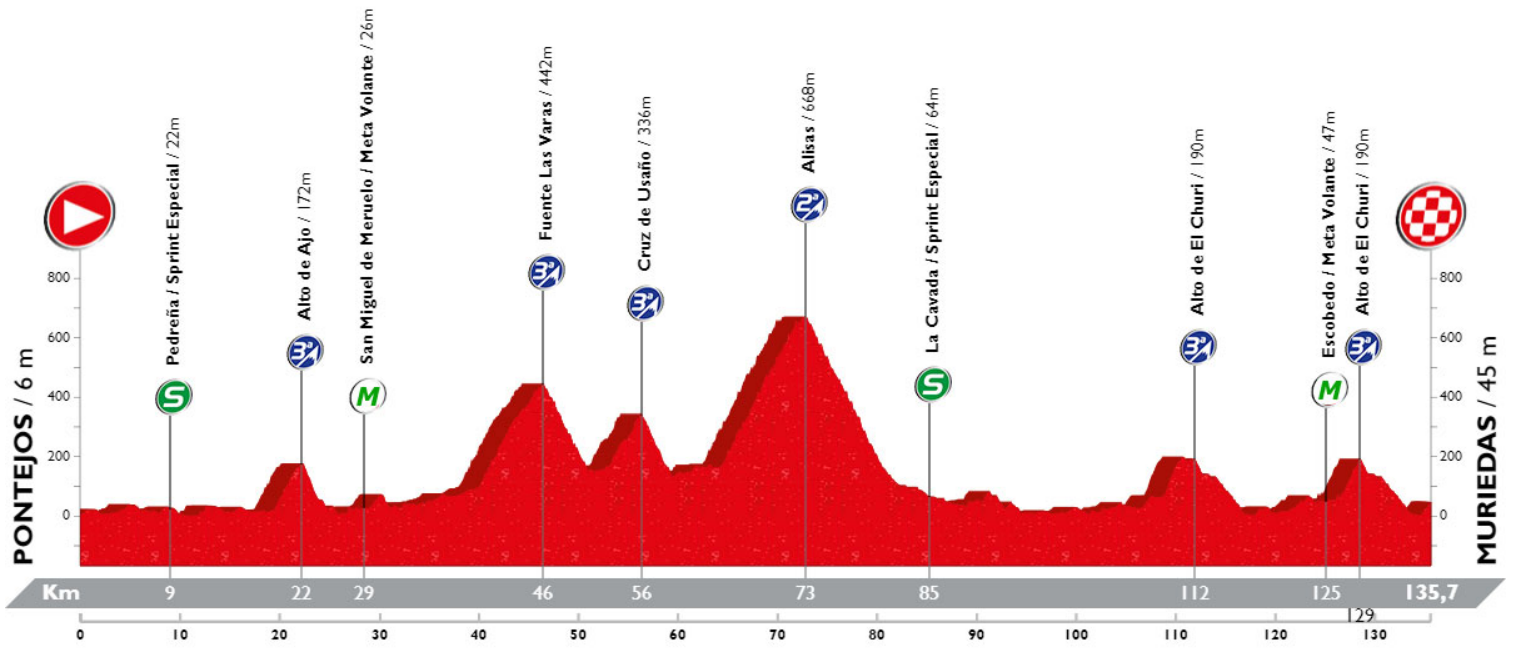 Pedreña / Sprint Especial / 22m
Alto de Ajo / 172m
San Miguel de Meruelo / Meta Volante / 26m
Fuente Las Varas / 442m
Cruz de Usaño / 336m
Alisas / 668m
La Cavada / Sprint Especial / 64m
Alto de El Churi / 190m
Escobedo / Meta Volante / 47m
Alto de El Churi / 190m
S
3ª
M
3ª
3ª
2ª
S
3ª
M
3ª
PONTEJOS / 6 m
800
600
400
200
0
800
600
400
200
0
MURIEDAS / 45 m
Km 9 22 29 46 56 73 85 112 125 135,7
129
0 10 20 30 40 50 60 70 80 90 100 110 120 130